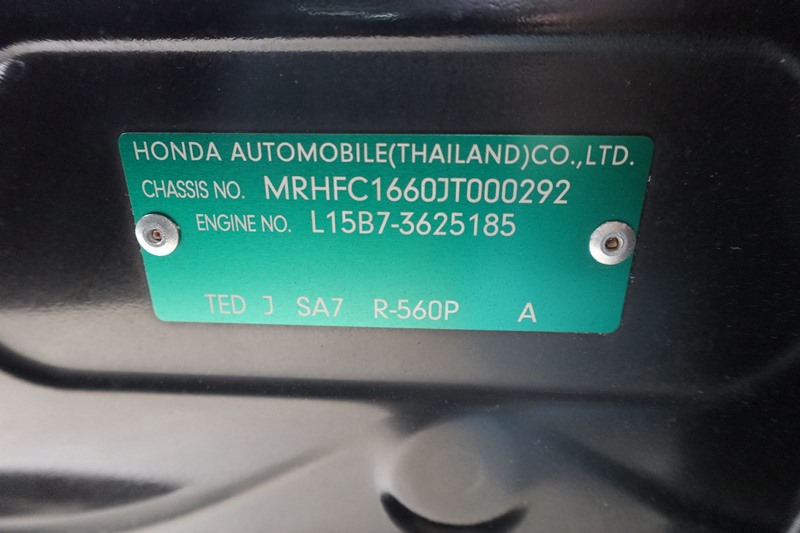 HONDA AUTOMOBILE(THAILAND)CO.,LTD.
CHASSIS NO. MRHFC1660JT000292
ENGINE NO. L15B7-3625185
TED J SA7 R-560P A